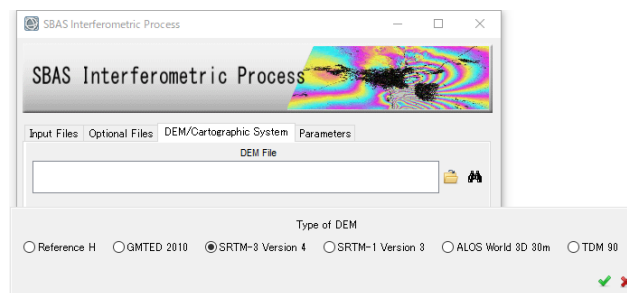 SBAS Interferometric Process
SBAS Interferometric Process
Input Files Optional Files DEM/Cartographic System Parameters
DEM File
Type of DEM
Reference H GMTED 2010 SRTM-3 Version 4 SRTM-1 Version 3 ALOS World 3D 30m TDM 90